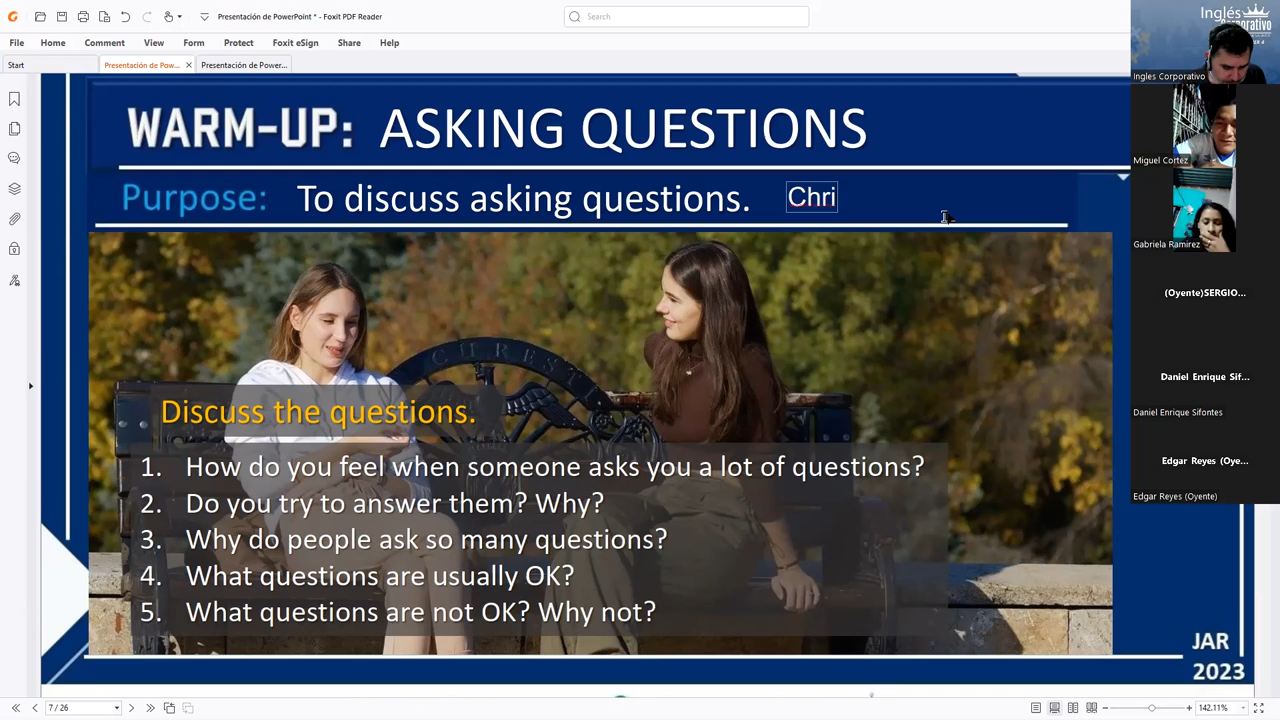 Presentación de PowerPoint * - Foxit PDF Reader
Search
File Home Comment View Form Protect Foxit eSign Share Help
Start
Presentación de Pow...
Presentación de Power...
WARM-UP: ASKING QUESTIONS
Purpose: To discuss asking questions.
Chri
CUREST
Discuss the questions.
1. How do you feel when someone asks you a lot of questions?
2. Do you try to answer them? Why?
3. Why do people ask so many questions?
4. What questions are usually OK?
5. What questions are not OK? Why not?
JAR
2023
Inglés
Corporativo
Ingles Corporativo
Miguel Cortez
Gabriela Ramirez
(Oyente)SERGIO...
Daniel Enrique Sif...
Daniel Enrique Sifontes
Edgar Reyes (Oye...
Edgar Reyes (Oyente)
7 / 26
142.11%